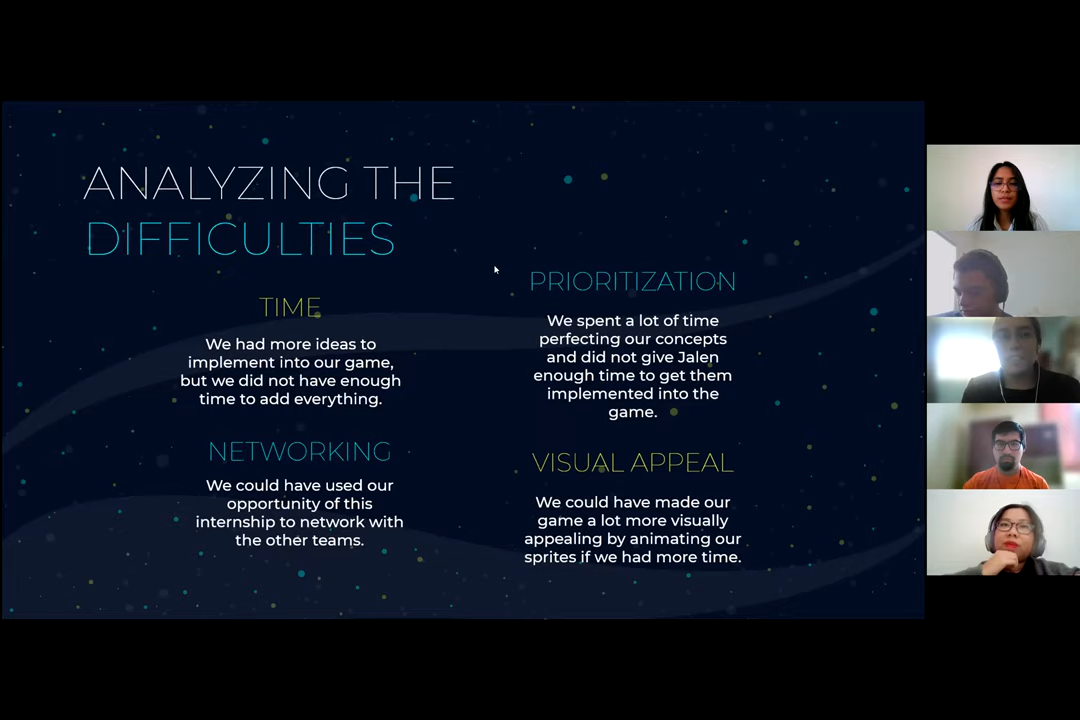 ANALYZING THE
DIFFICULTIES
TIME
We had more ideas to
implement into our game,
but we did not have enough
time to add everything.
NETWORKING
We could have used our
opportunity of this
internship to network with
the other teams.
PRIORITIZATION
We spent a lot of time
perfecting our concepts
and did not give Jalen
enough time to get them
implemented into the
game.
VISUAL APPEAL
We could have made our
game a lot more visually
appealing by animating our
sprites if we had more time.